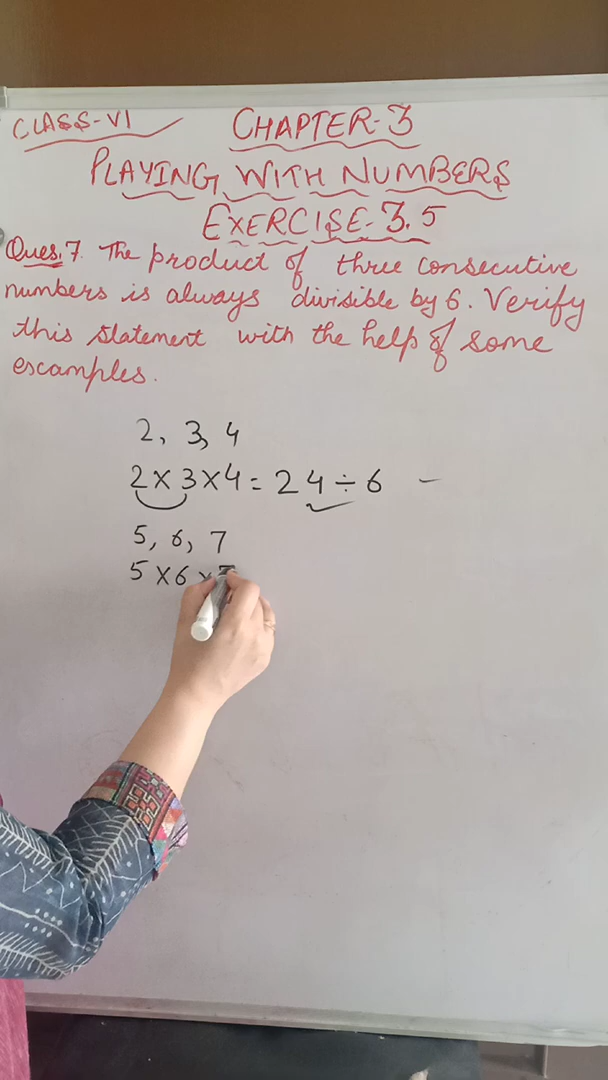 CLASS-VI
CHAPTER-3
PLAYING WITH NUMBERS
EXERCISE-3.5
Ques.7. The product of three consecutive
numbers is always divisible by 6. Verify
this statement with the help of some
examples.
2, 3, 4
2×3×4=24÷6 –
5, 6, 7
5×6×7